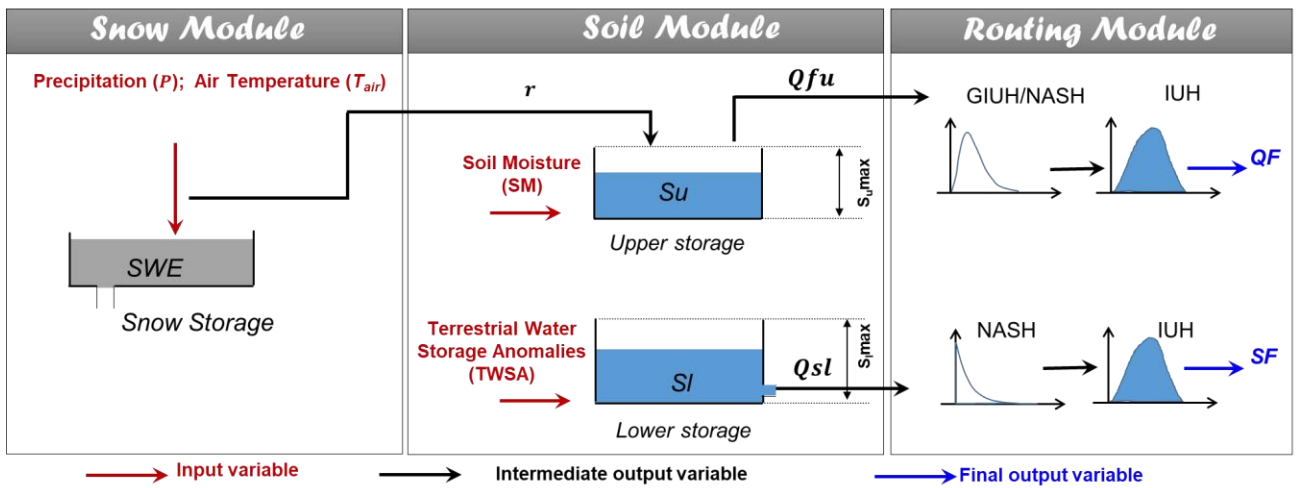 Snow Module
Precipitation (P); Air Temperature (Tair)
SWE
Snow Storage
Soil Module
r
Qfu
Soil Moisture
(SM)
Su
Sumax
Upper storage
Terrestrial Water
Storage Anomalies
(TWSA)
Sl
Qsl
Slmax
Lower storage
Routing Module
GIUH/NASH
IUH
QF
NASH
IUH
SF
Input variable
Intermediate output variable
Final output variable